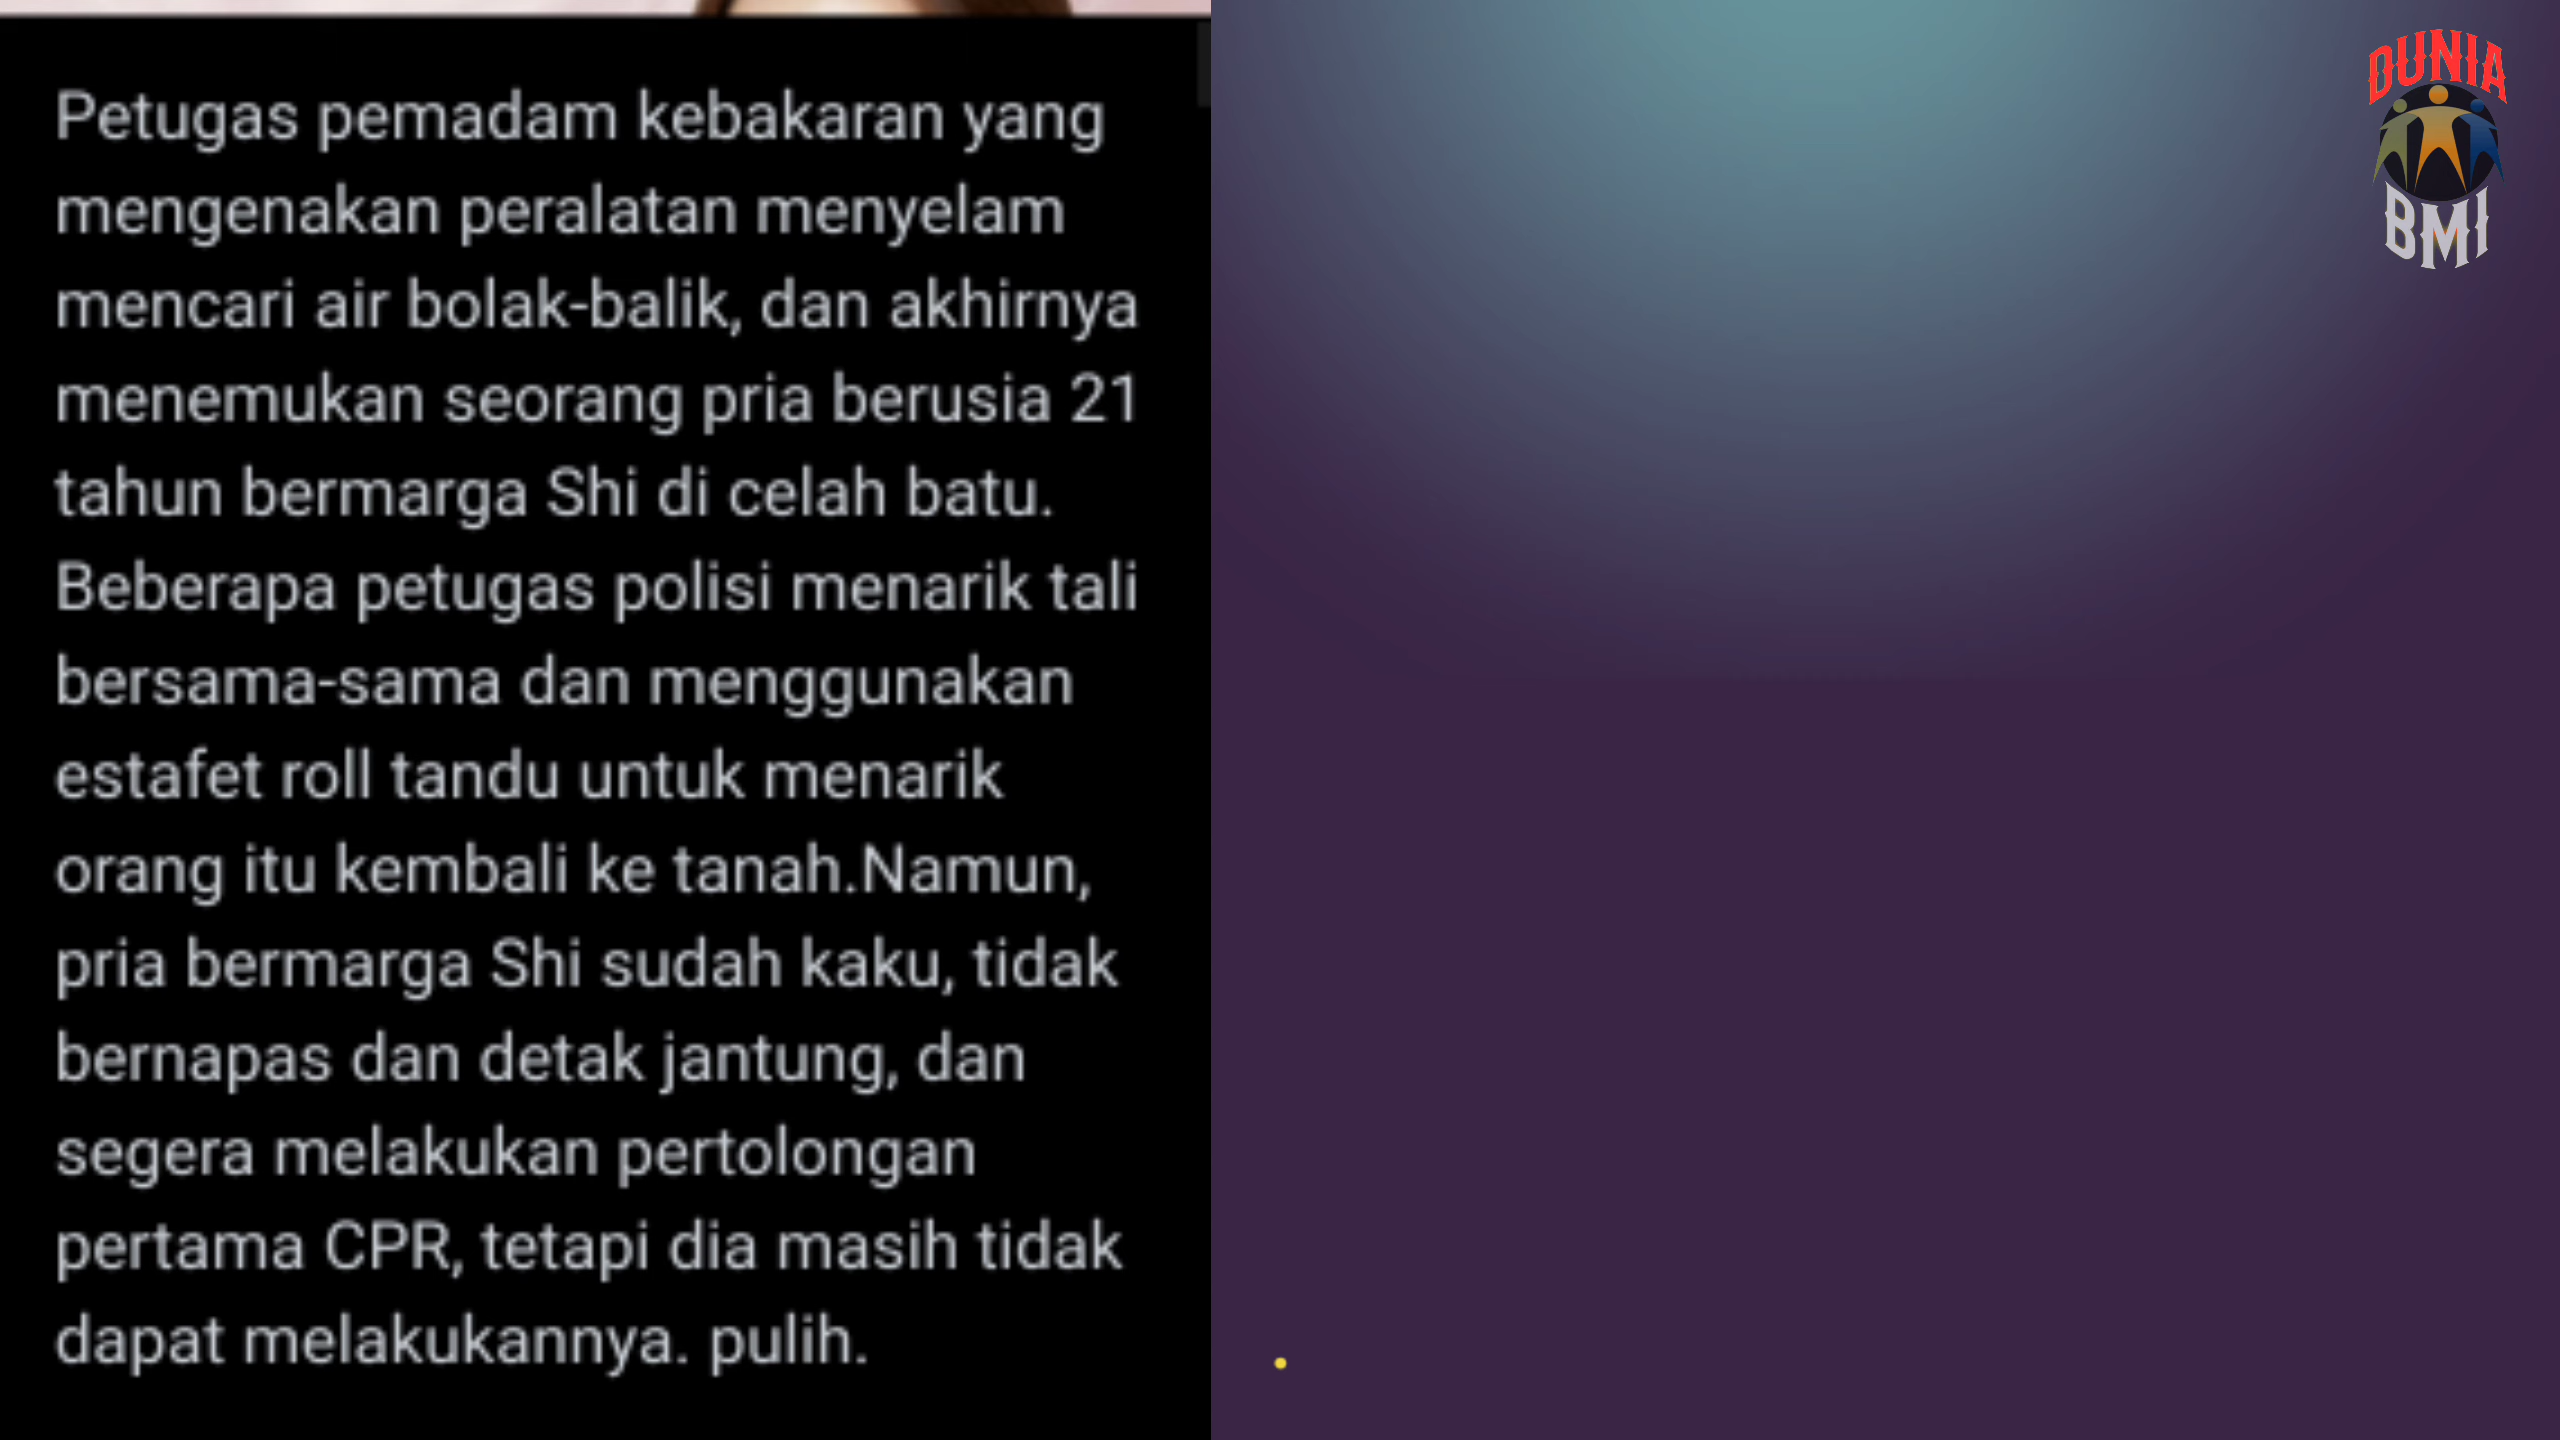 Petugas pemadam kebakaran yang
mengenakan peralatan menyelam
mencari air bolak-balik, dan akhirnya
menemukan seorang pria berusia 21
tahun bermarga Shi di celah batu.
Beberapa petugas polisi menarik tali
bersama-sama dan menggunakan
estafet roll tandu untuk menarik
orang itu kembali ke tanah.Namun,
pria bermarga Shi sudah kaku, tidak
bernapas dan detak jantung, dan
segera melakukan pertolongan
pertama CPR, tetapi dia masih tidak
dapat melakukannya. pulih.
DUNIA
BMI